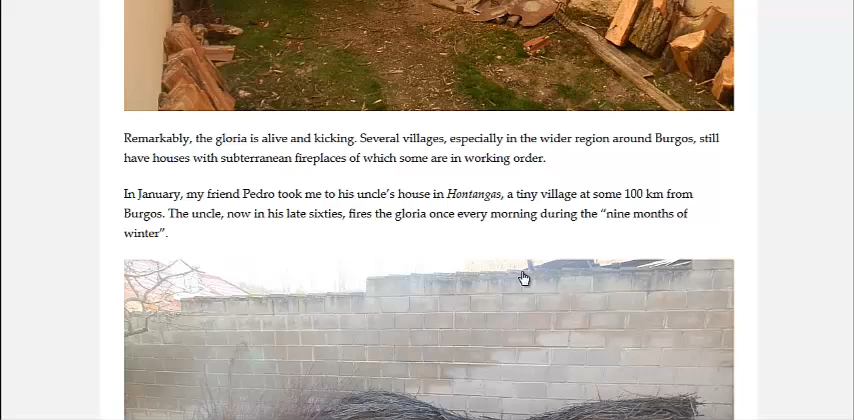 Remarkably, the gloria is alive and kicking. Several villages, especially in the wider region around Burgos, still
have houses with subterranean fireplaces of which some are in working order.
In January, my friend Pedro took me to his uncle's house in Hontangas, a tiny village at some 100 km from
Burgos. The uncle, now in his late sixties, fires the gloria once every morning during the “nine months of
winter”.